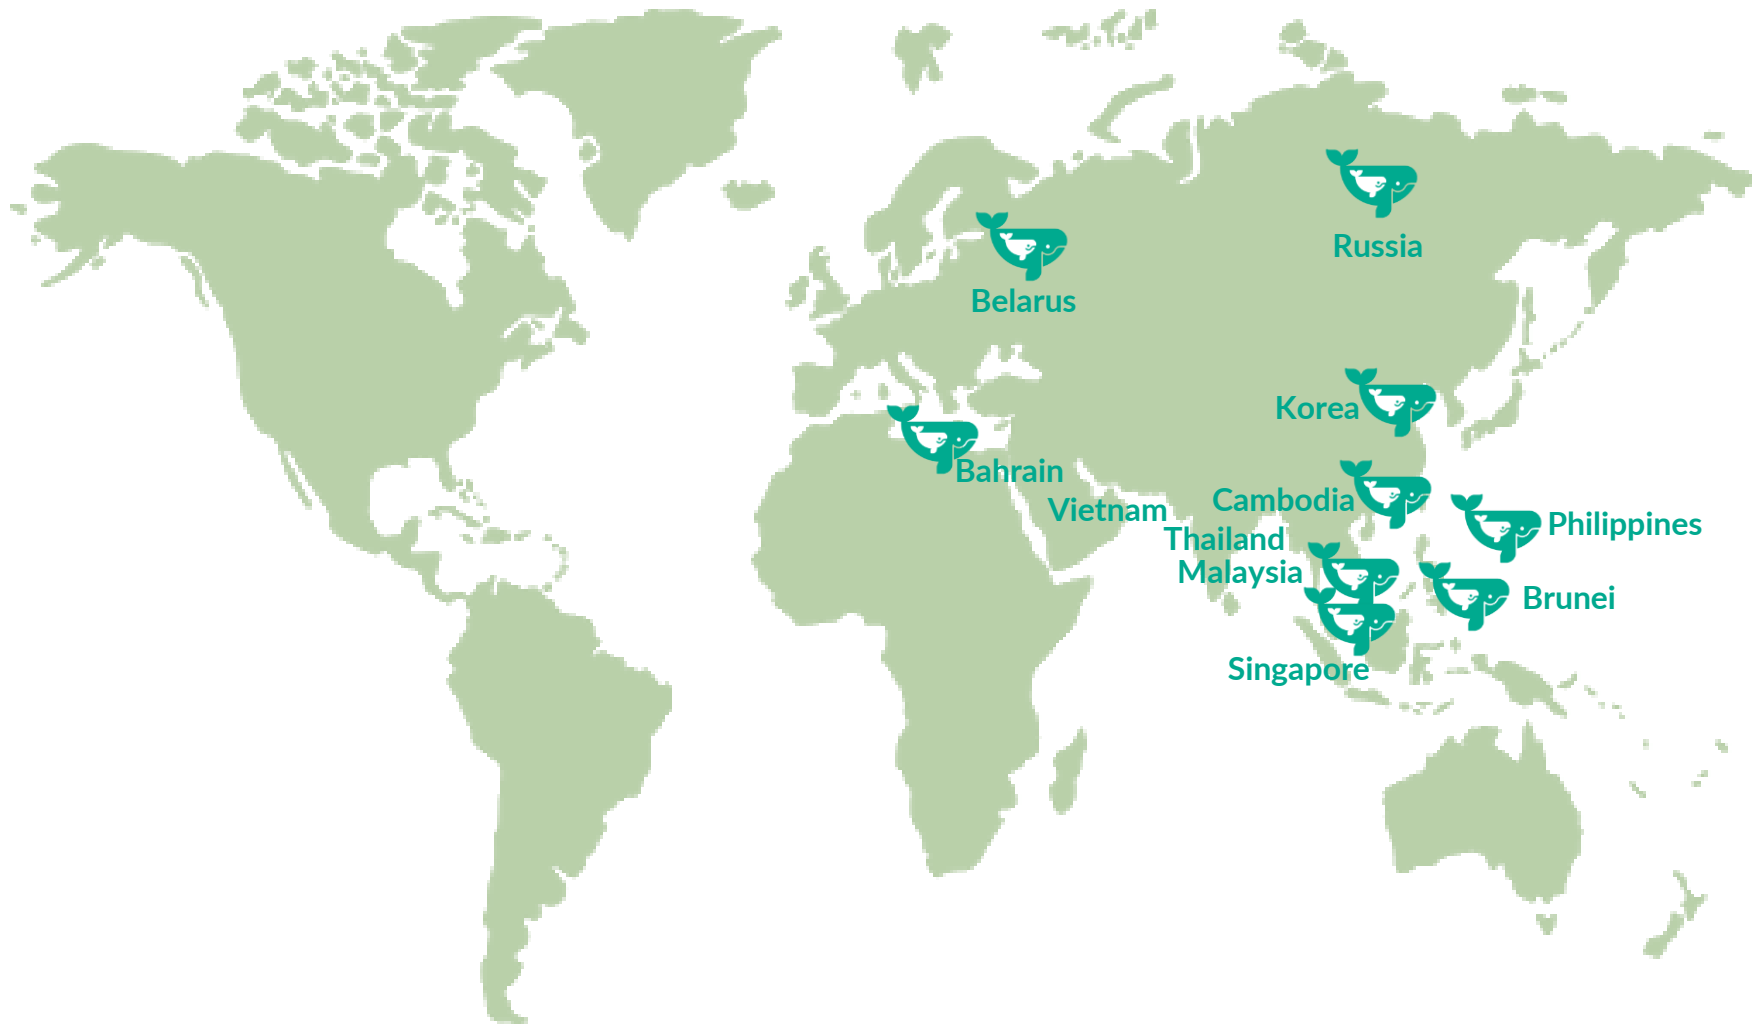 Russia
Belarus
Korea
Bahrain
Cambodia
Vietnam
Philippines
Thailand
Malaysia
Brunei
Singapore